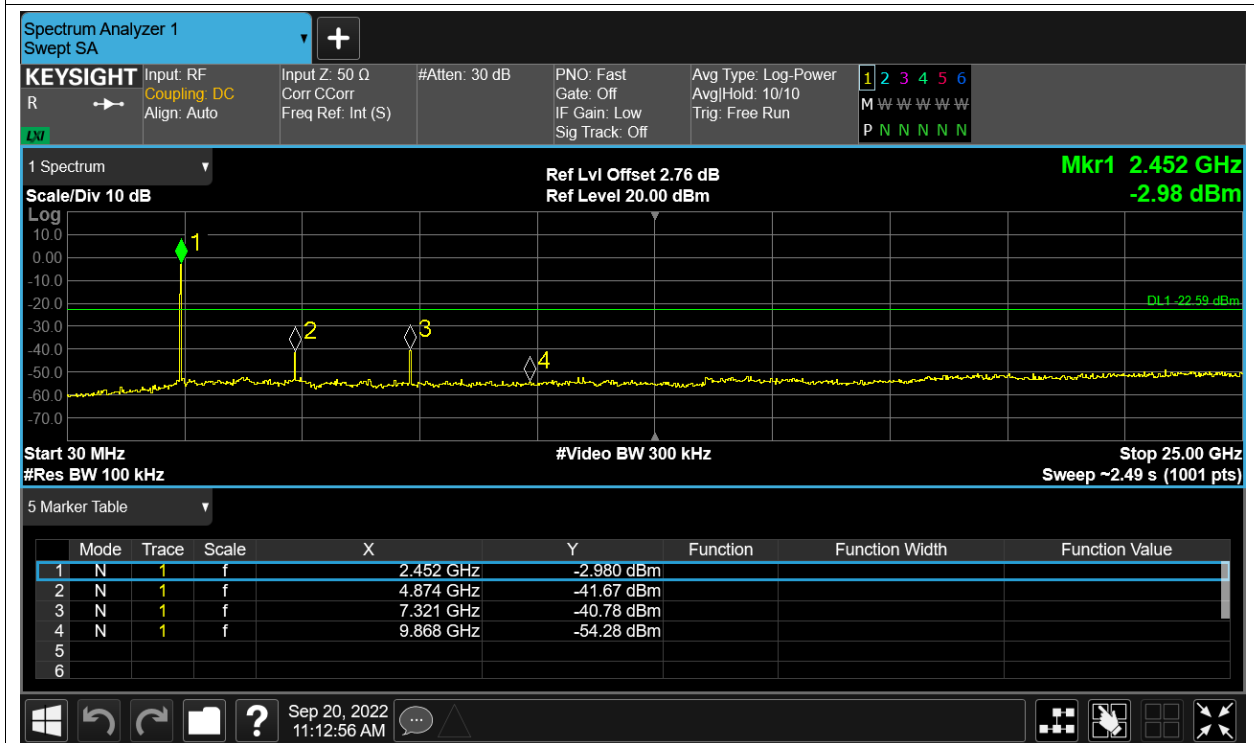 Spectrum Analyzer 1
Swept SA
+
KEYSIGHT Input: RF Input Z: 50 Ω #Atten: 30 dB PNO: Fast Avg Type: Log-Power 1 2 3 4 5 6
R Coupling: DC Corr CCorr Gate: Off Avg|Hold: 10/10 M W W W W W W
Align: Auto Freq Ref: Int (S) IF Gain: Low Trig: Free Run
LXI Sig Track: Off P N N N N N
1 Spectrum Ref Lvl Offset 2.76 dB Mkr1 2.452 GHz
Scale/Div 10 dB Ref Level 20.00 dBm -2.98 dBm
Log
10.0
1
0.00
-10.0
-20.0
DL1 -22.59 dBm
-30.0
2 3
-40.0
4
-50.0
-60.0
-70.0
Start 30 MHz #Video BW 300 kHz Stop 25.00 GHz
#Res BW 100 kHz Sweep ~2.49 s (1001 pts)
5 Marker Table
Mode Trace Scale X Y Function Function Width Function Value
1 N 1 f 2.452 GHz -2.980 dBm
2 N 1 f 4.874 GHz -41.67 dBm
3 N 1 f 7.321 GHz -40.78 dBm
4 N 1 f 9.868 GHz -54.28 dBm
5
6
? Sep 20, 2022
11:12:56 AM